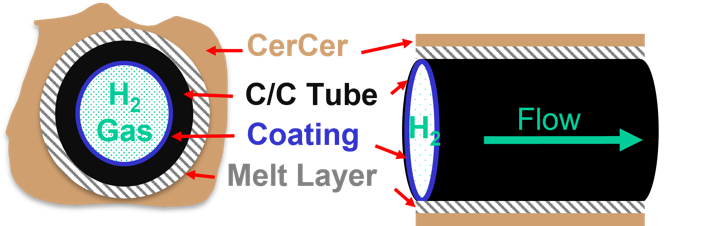 CerCer
C/C Tube
Coating
Melt Layer
H₂
Gas
H₂
Flow